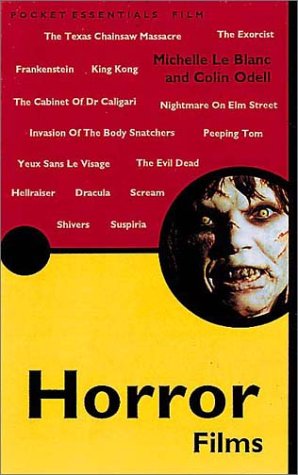 POCKET ESSENTIALS FILM
The Texas Chainsaw Massacre The Exorcist
Frankenstein King Kong Michelle Le Blanc
and Colin Odell
The Cabinet Of Dr Caligari Nightmare On Elm Street
Invasion Of The Body Snatchers Peeping Tom
Yeux Sans Le Visage The Evil Dead
Hellraiser Dracula Scream
Shivers Suspiria
Horror
Films